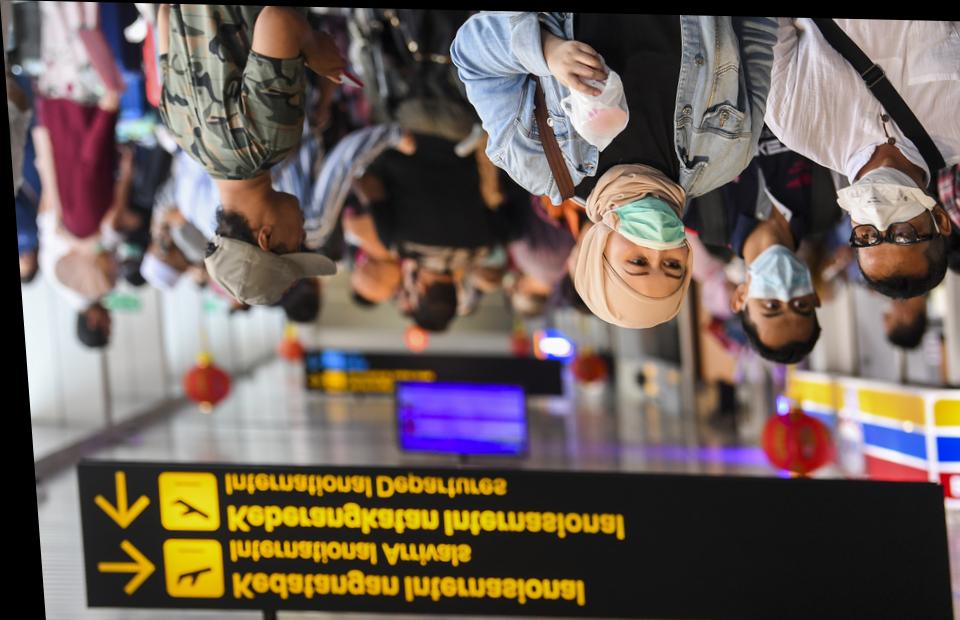 Kedatangan Internasional
International Arrivals
Keberangkatan Internasional
International Departures